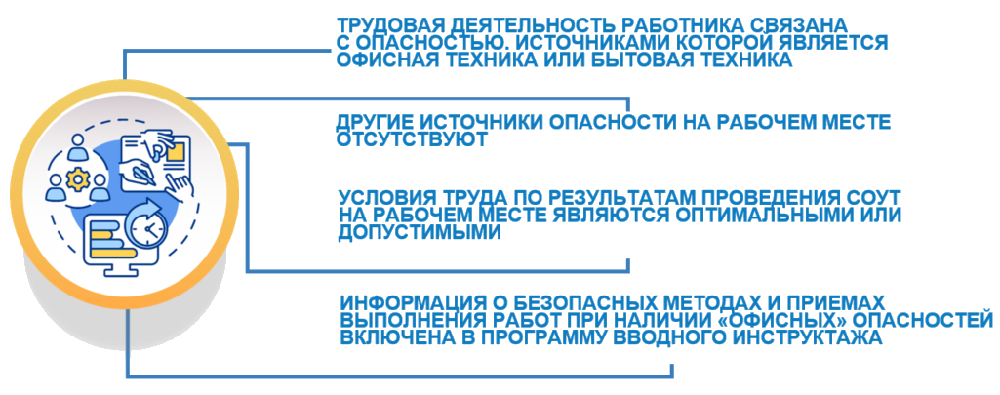 ТРУДОВАЯ ДЕЯТЕЛЬНОСТЬ РАБОТНИКА СВЯЗАНА
С ОПАСНОСТЬЮ. ИСТОЧНИКАМИ КОТОРОЙ ЯВЛЯЕТСЯ
ОФИСНАЯ ТЕХНИКА ИЛИ БЫТОВАЯ ТЕХНИКА
ДРУГИЕ ИСТОЧНИКИ ОПАСНОСТИ НА РАБОЧЕМ МЕСТЕ
ОТСУТСТВУЮТ
УСЛОВИЯ ТРУДА ПО РЕЗУЛЬТАТАМ ПРОВЕДЕНИЯ СОУТ
НА РАБОЧЕМ МЕСТЕ ЯВЛЯЮТСЯ ОПТИМАЛЬНЫМИ ИЛИ
ДОПУСТИМЫМИ
ИНФОРМАЦИЯ О БЕЗОПАСНЫХ МЕТОДАХ И ПРИЕМАХ
ВЫПОЛНЕНИЯ РАБОТ ПРИ НАЛИЧИИ «ОФИСНЫХ» ОПАСНОСТЕЙ
ВКЛЮЧЕНА В ПРОГРАММУ ВВОДНОГО ИНСТРУКТАЖА